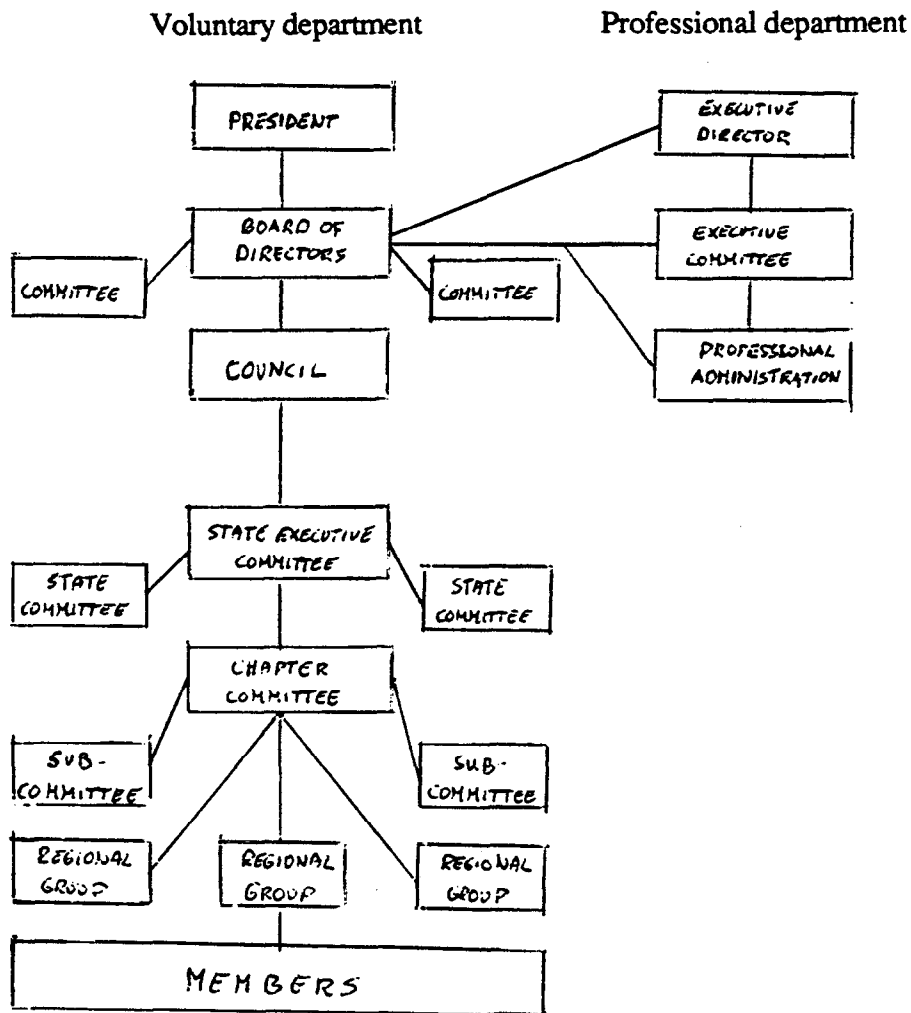 Voluntary department
Professional department
PRESIDENT
EXECUTIVE
DIRECTOR
BOARD OF
DIRECTORS
EXECUTIVE
COMMITTEE
COMMITTEE
COMMITTEE
COUNCIL
PROFESSIONAL
ADMINISTRATION
STATE EXECUTIVE
COMMITTEE
STATE
COMMITTEE
STATE
COMMITTEE
CHAPTER
COMMITTEE
SUB-
COMMITTEE
SUB-
COMMITTEE
REGIONAL
GROUP
REGIONAL
GROUP
REGIONAL
GROUP
MEMBERS